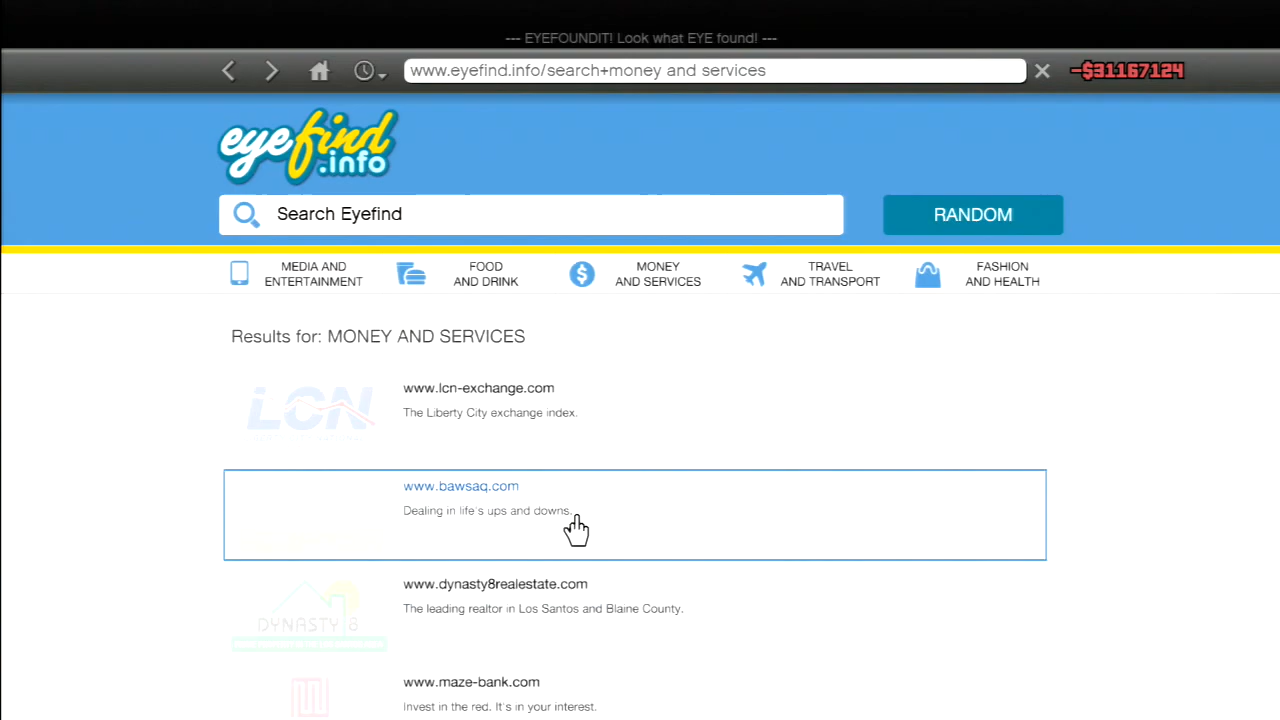 --- EYEFOUNDIT! Look what EYE found! ---
www.eyefind.info/search+money and services
-$31167124
eyefind
.info
Search Eyefind
RANDOM
MEDIA AND
ENTERTAINMENT
FOOD
AND DRINK
MONEY
AND SERVICES
TRAVEL
AND TRANSPORT
FASHION
AND HEALTH
Results for: MONEY AND SERVICES
LCN
www.lcn-exchange.com
The Liberty City exchange index.
www.bawsaq.com
Dealing in life's ups and downs.
DYNASTY 8
www.dynasty8realestate.com
The leading realtor in Los Santos and Blaine County.
www.maze-bank.com
Invest in the red. It's in your interest.